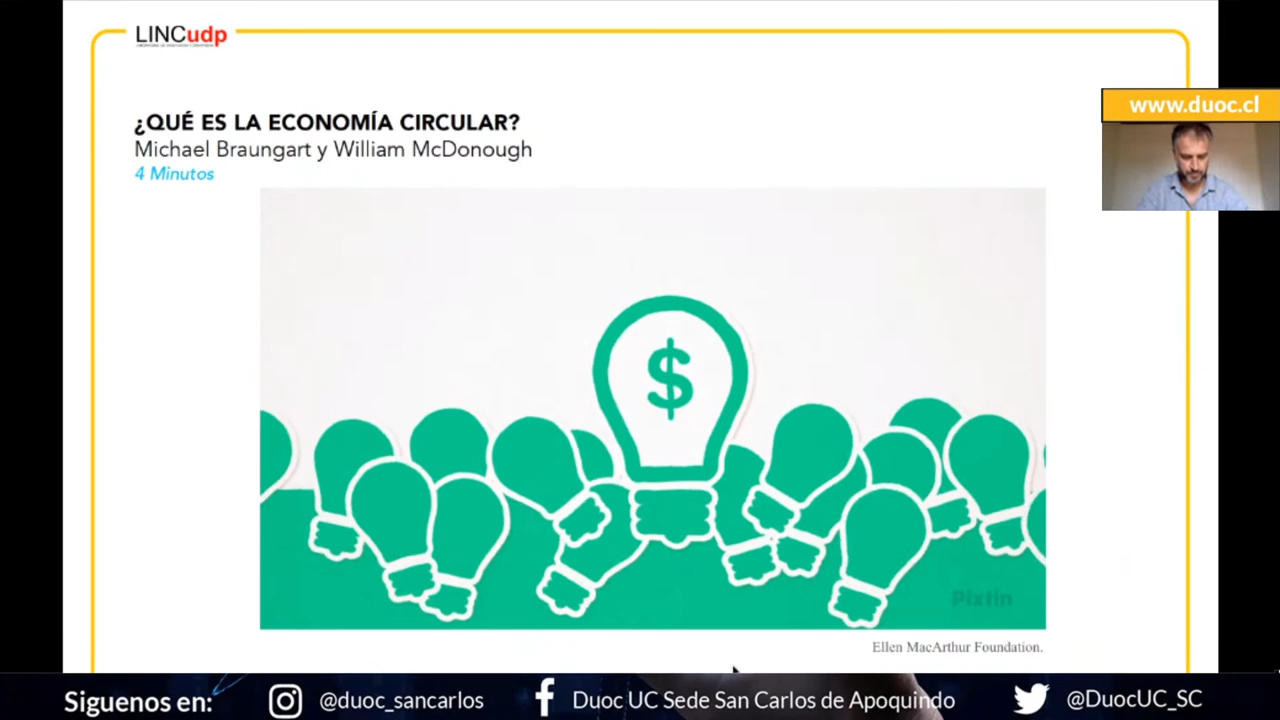 LINCudp
¿QUÉ ES LA ECONOMÍA CIRCULAR?
Michael Braungart y William McDonough
4 Minutos
www.duoc.cl
$
Pixtin
Ellen MacArthur Foundation.
Siguenos en:
@duoc_sancarlos
Duoc UC Sede San Carlos de Apoquindo
@DuocUC_SC